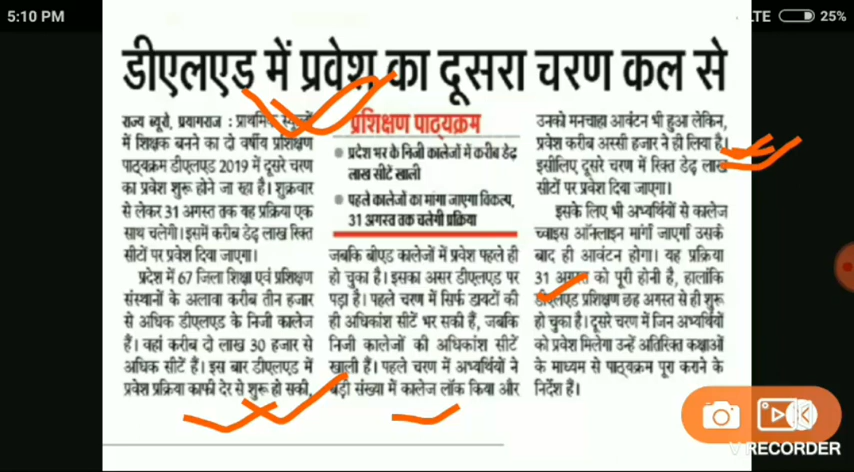 5:10 PM
LTE 25%
डीएलएड में प्रवेश का दूसरा चरण कल से
राज्य ब्यूरो, प्रयागराज : प्राथमिक स्कूलों
में शिक्षक बनने का दो वर्षीय प्रशिक्षण
पाठ्यक्रम डीएलएड 2019 में दूसरे चरण
का प्रवेश शुरू होने जा रहा है। शुक्रवार
से लेकर 31 अगस्त तक यह प्रक्रिया एक
साथ चलेगी। इसमें करीब डेढ़ लाख रिक्त
सीटों पर प्रवेश दिया जाएगा।
प्रदेश में 67 जिला शिक्षा एवं प्रशिक्षण
संस्थानों के अलावा करीब तीन हजार
से अधिक डीएलएड के निजी कालेज
हैं। वहां करीब दो लाख 30 हजार से
अधिक सीटें हैं। इस बार डीएलएड में
प्रवेश प्रक्रिया काफी देर से शुरू हो सकी,
प्रशिक्षण पाठ्यक्रम
प्रदेश भर के निजी कालेजों में करीब डेढ़
लाख सीटें खाली
पहले कालेजों का मांगा जाएगा विकल्प,
31 अगस्त तक चलेगी प्रक्रिया
जबकि बीएड कालेजों में प्रवेश पहले ही
हो चुका है। इसका असर डीएलएड पर
पड़ा है। पहले चरण में सिर्फ डायटों की
ही अधिकांश सीटें भर सकी हैं, जबकि
निजी कालेजों की अधिकांश सीटें
खाली हैं। पहले चरण में अभ्यर्थियों ने
बड़ी संख्या में कालेज लॉक किया और
उनको मनचाहा आवंटन भी हुआ लेकिन,
प्रवेश करीब अस्सी हजार ने ही लिया है।
इसीलिए दूसरे चरण में रिक्त डेढ़ लाख
सीटों पर प्रवेश दिया जाएगा।
इसके लिए भी अभ्यर्थियों से कालेज
च्वाइस ऑनलाइन मांगी जाएगी उसके
बाद ही आवंटन होगा। यह प्रक्रिया
31 अगस्त को पूरी होनी है, हालांकि
डीएलएड प्रशिक्षण छह अगस्त से ही शुरू
हो चुका है। दूसरे चरण में जिन अभ्यर्थियों
को प्रवेश मिलेगा उन्हें अतिरिक्त कक्षाओं
के माध्यम से पाठ्यक्रम पूरा कराने के
निर्देश हैं।
V RECORDER